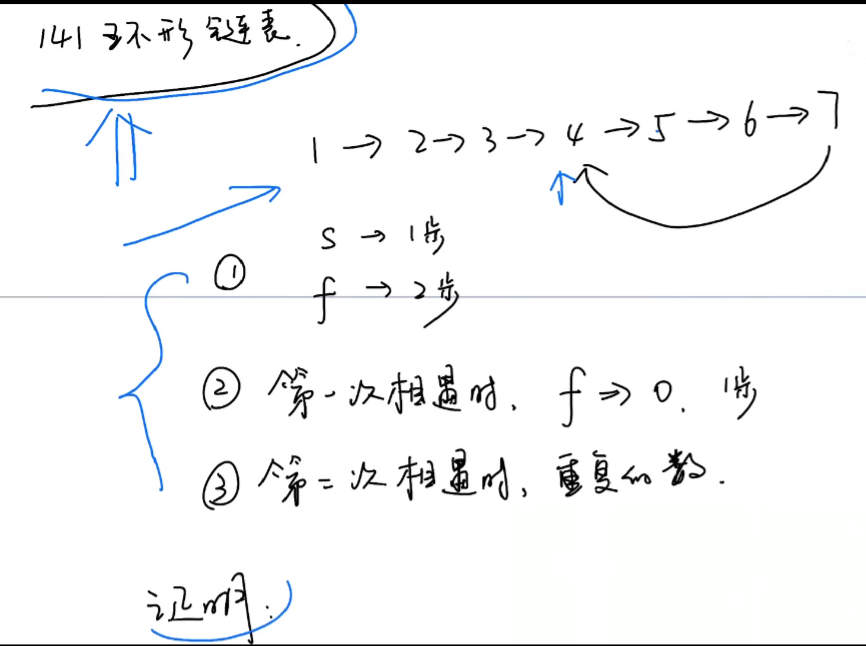 141 环形链表.
1 → 2 → 3 → 4 → 5 → 6 → 7
① s → 1步
f → 2步
② 第一次相遇时, f ⇒ 0. 1步
③ 第二次相遇时, 重复的数.
证明: